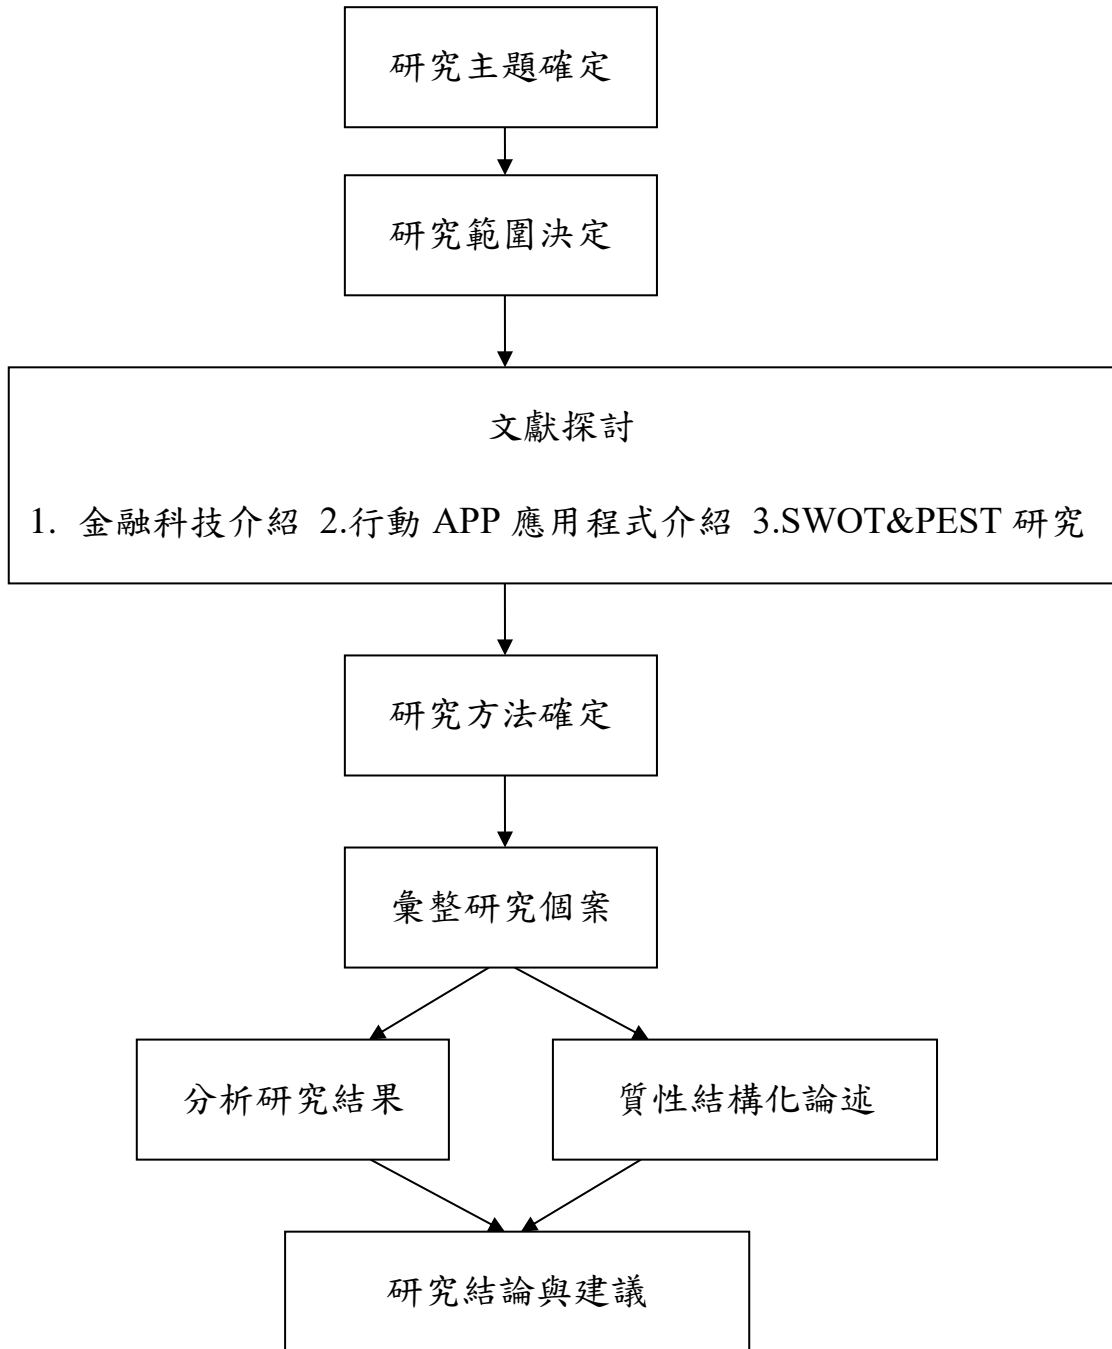 研究主題確定
研究範圍決定
文獻探討
1. 金融科技介紹 2.行動 APP 應用程式介紹 3.SWOT&PEST 研究
研究方法確定
彙整研究個案
分析研究結果
質性結構化論述
研究結論與建議